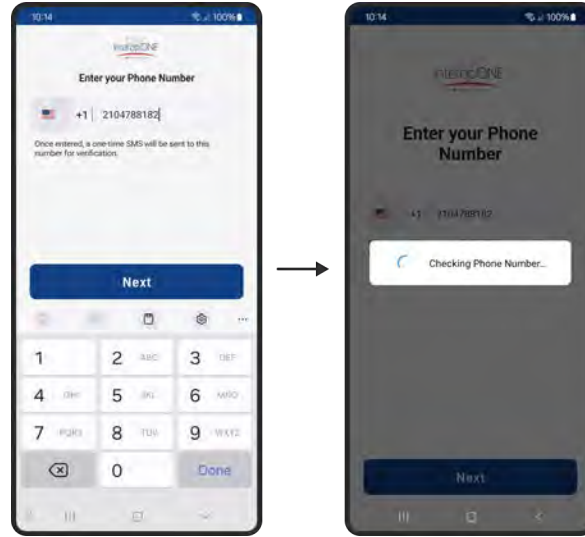 10:14
100%
InteropONE
Enter your Phone Number
+1 2104788182
Once entered, a one-time SMS will be sent to this
number for verification.
Next
1
2 ABC
3 DEF
4 GHI
5 JKL
6 MNO
7 PQRS
8 TUV
9 WXYZ
0
Done
10:14
100%
InteropONE
Enter your Phone
Number
+1 2104788182
Checking Phone Number...
Next